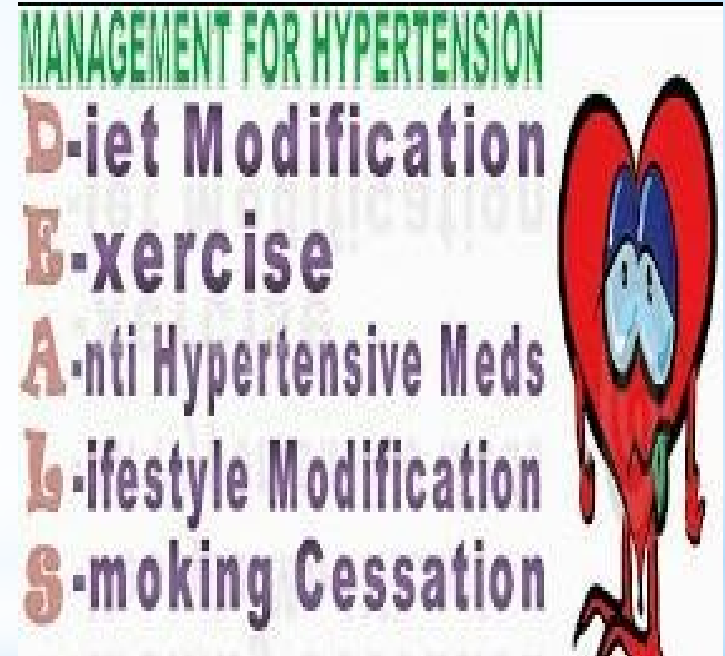 MANAGEMENT FOR HYPERTENSION
D-iet Modification
E-xercise
A-nti Hypertensive Meds
L-ifestyle Modification
S-moking Cessation